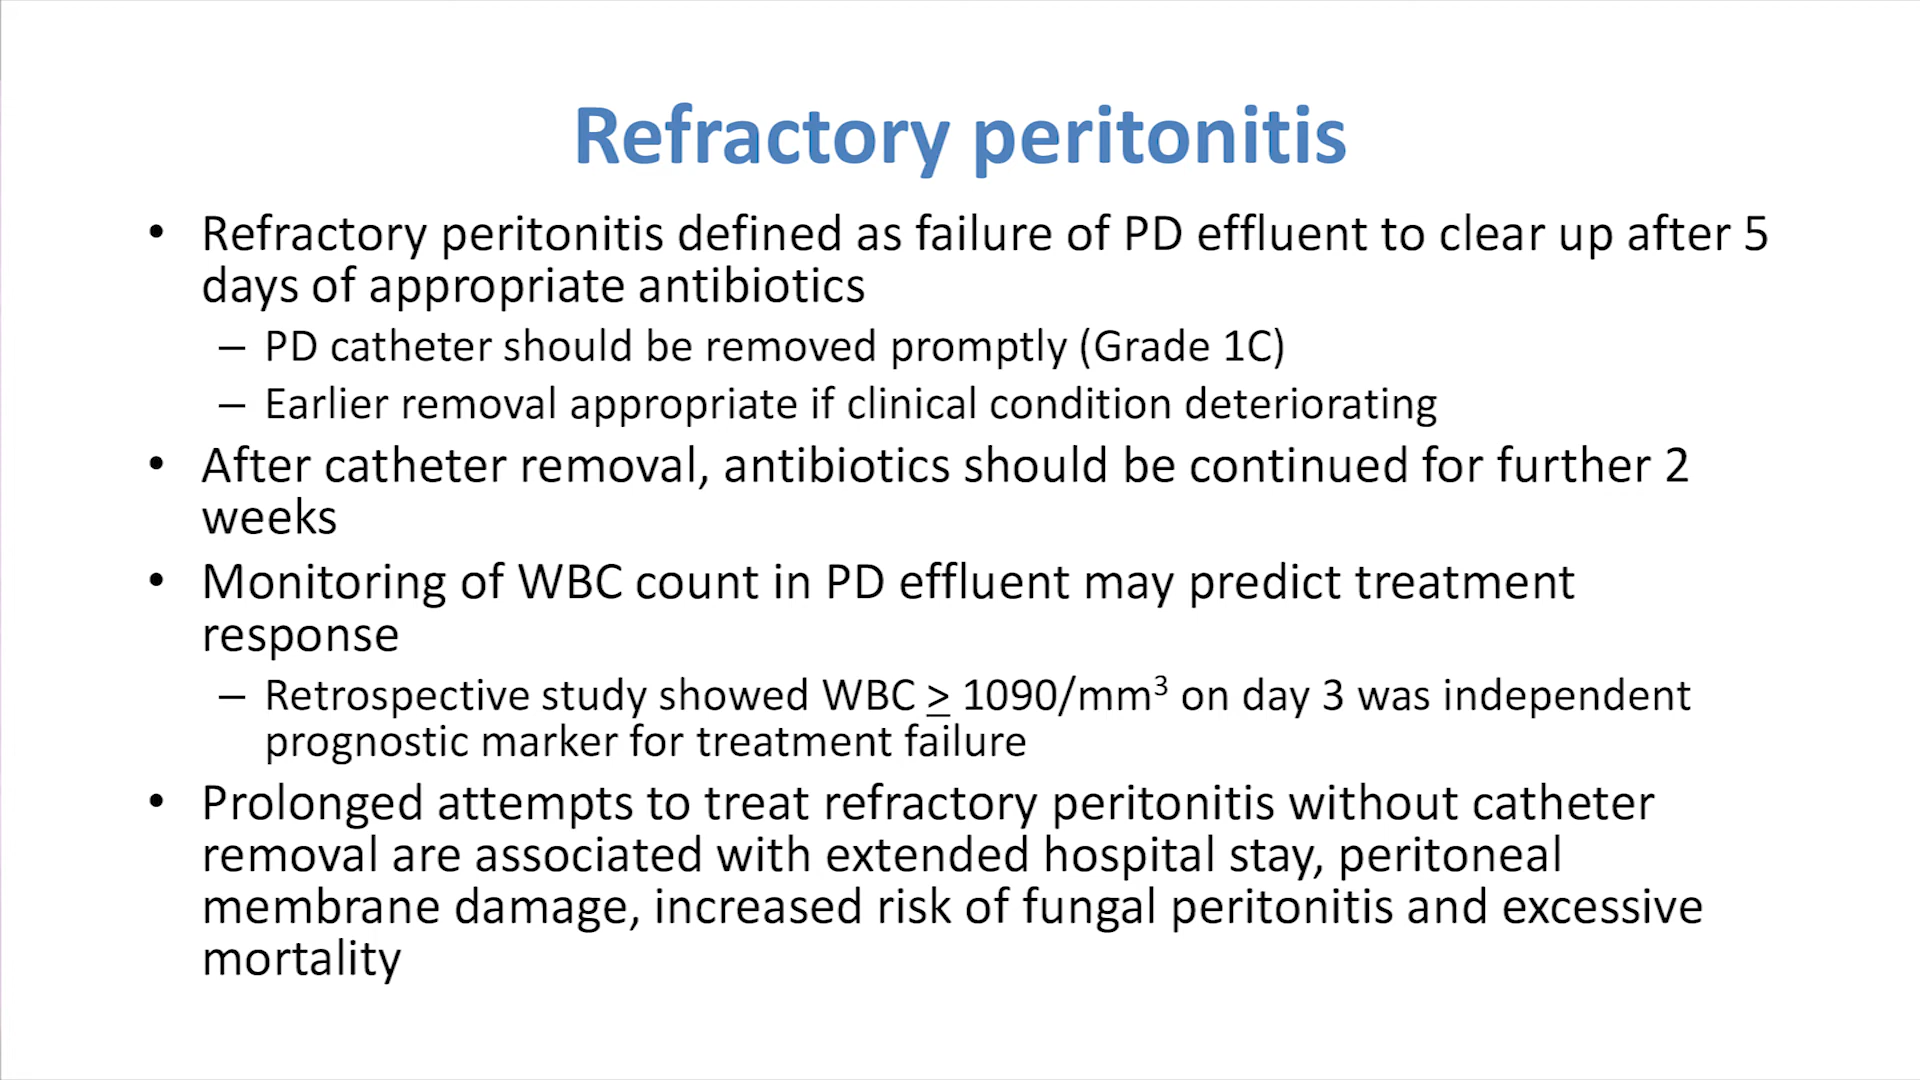 Refractory peritonitis
• Refractory peritonitis defined as failure of PD effluent to clear up after 5
days of appropriate antibiotics
– PD catheter should be removed promptly (Grade 1C)
– Earlier removal appropriate if clinical condition deteriorating
• After catheter removal, antibiotics should be continued for further 2
weeks
• Monitoring of WBC count in PD effluent may predict treatment
response
– Retrospective study showed WBC ≥ 1090/mm³ on day 3 was independent
prognostic marker for treatment failure
• Prolonged attempts to treat refractory peritonitis without catheter
removal are associated with extended hospital stay, peritoneal
membrane damage, increased risk of fungal peritonitis and excessive
mortality